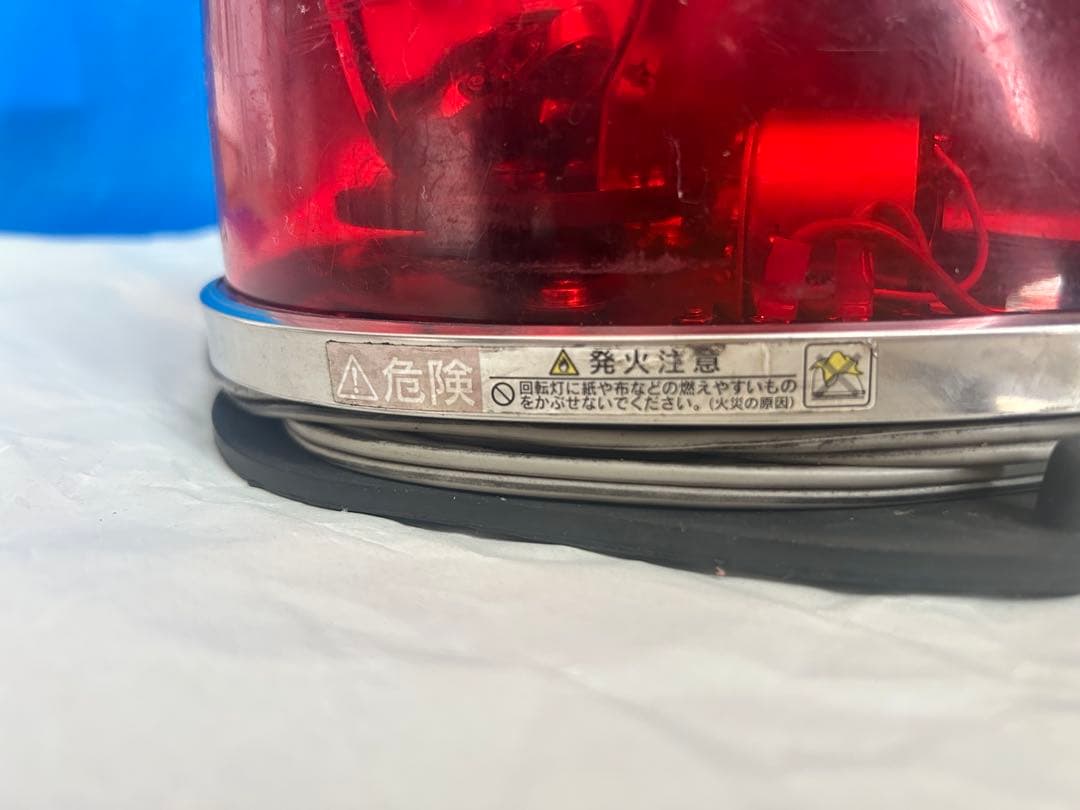 危険
発火注意
回転灯に紙や布などの燃えやすいもの
をかぶせないでください。(火災の原因)